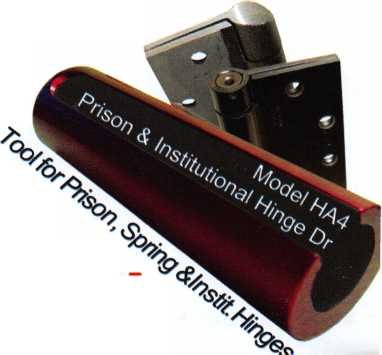 Model HA4
Prison & Institutional Hinge Dr
Tool for Prison, Spring &Instit. Hinges